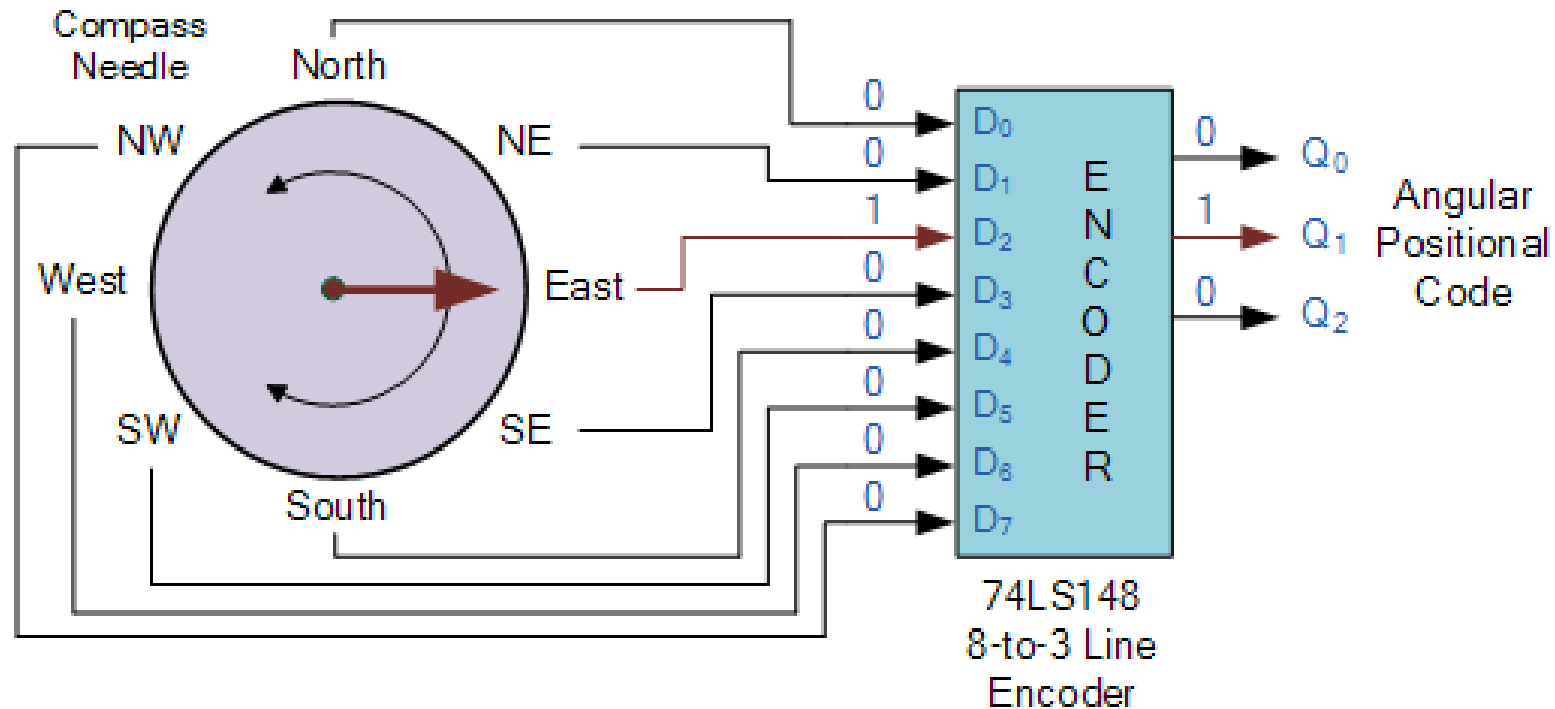 Compass
Needle
North
NW
NE
West
East
SW
SE
South
0
0
1
0
0
0
0
0
D₀
D₁
D₂
D₃
D₄
D₅
D₆
D₇
E
N
C
O
D
E
R
0
1
0
Q₀
Q₁
Q₂
Angular
Positional
Code
74LS148
8-to-3 Line
Encoder